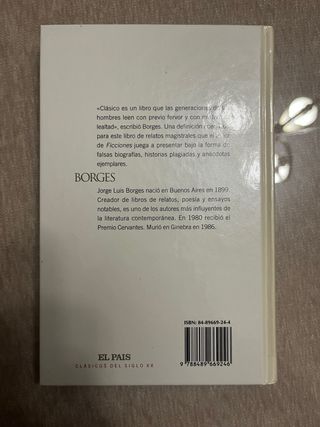 «Clásico es un libro que las generaciones de
hombres leen con previo fervor y con
lealtad», escribió Borges. Una definición
para este libro de relatos magistrales que el
de Ficciones juega a presentar bajo la forma de
falsas biografías, historias plagiadas y anécdotas
ejemplares.
BORGES
Jorge Luis Borges nació en Buenos Aires en 1899.
Creador de libros de relatos, poesía y ensayos
notables, es uno de los autores más influyentes de
la literatura contemporánea. En 1980 recibió el
Premio Cervantes. Murió en Ginebra en 1986.
ISBN: 84-89669-24-4
9 788489 669246
EL PAIS
CLÁSICOS DEL SIGLO XX